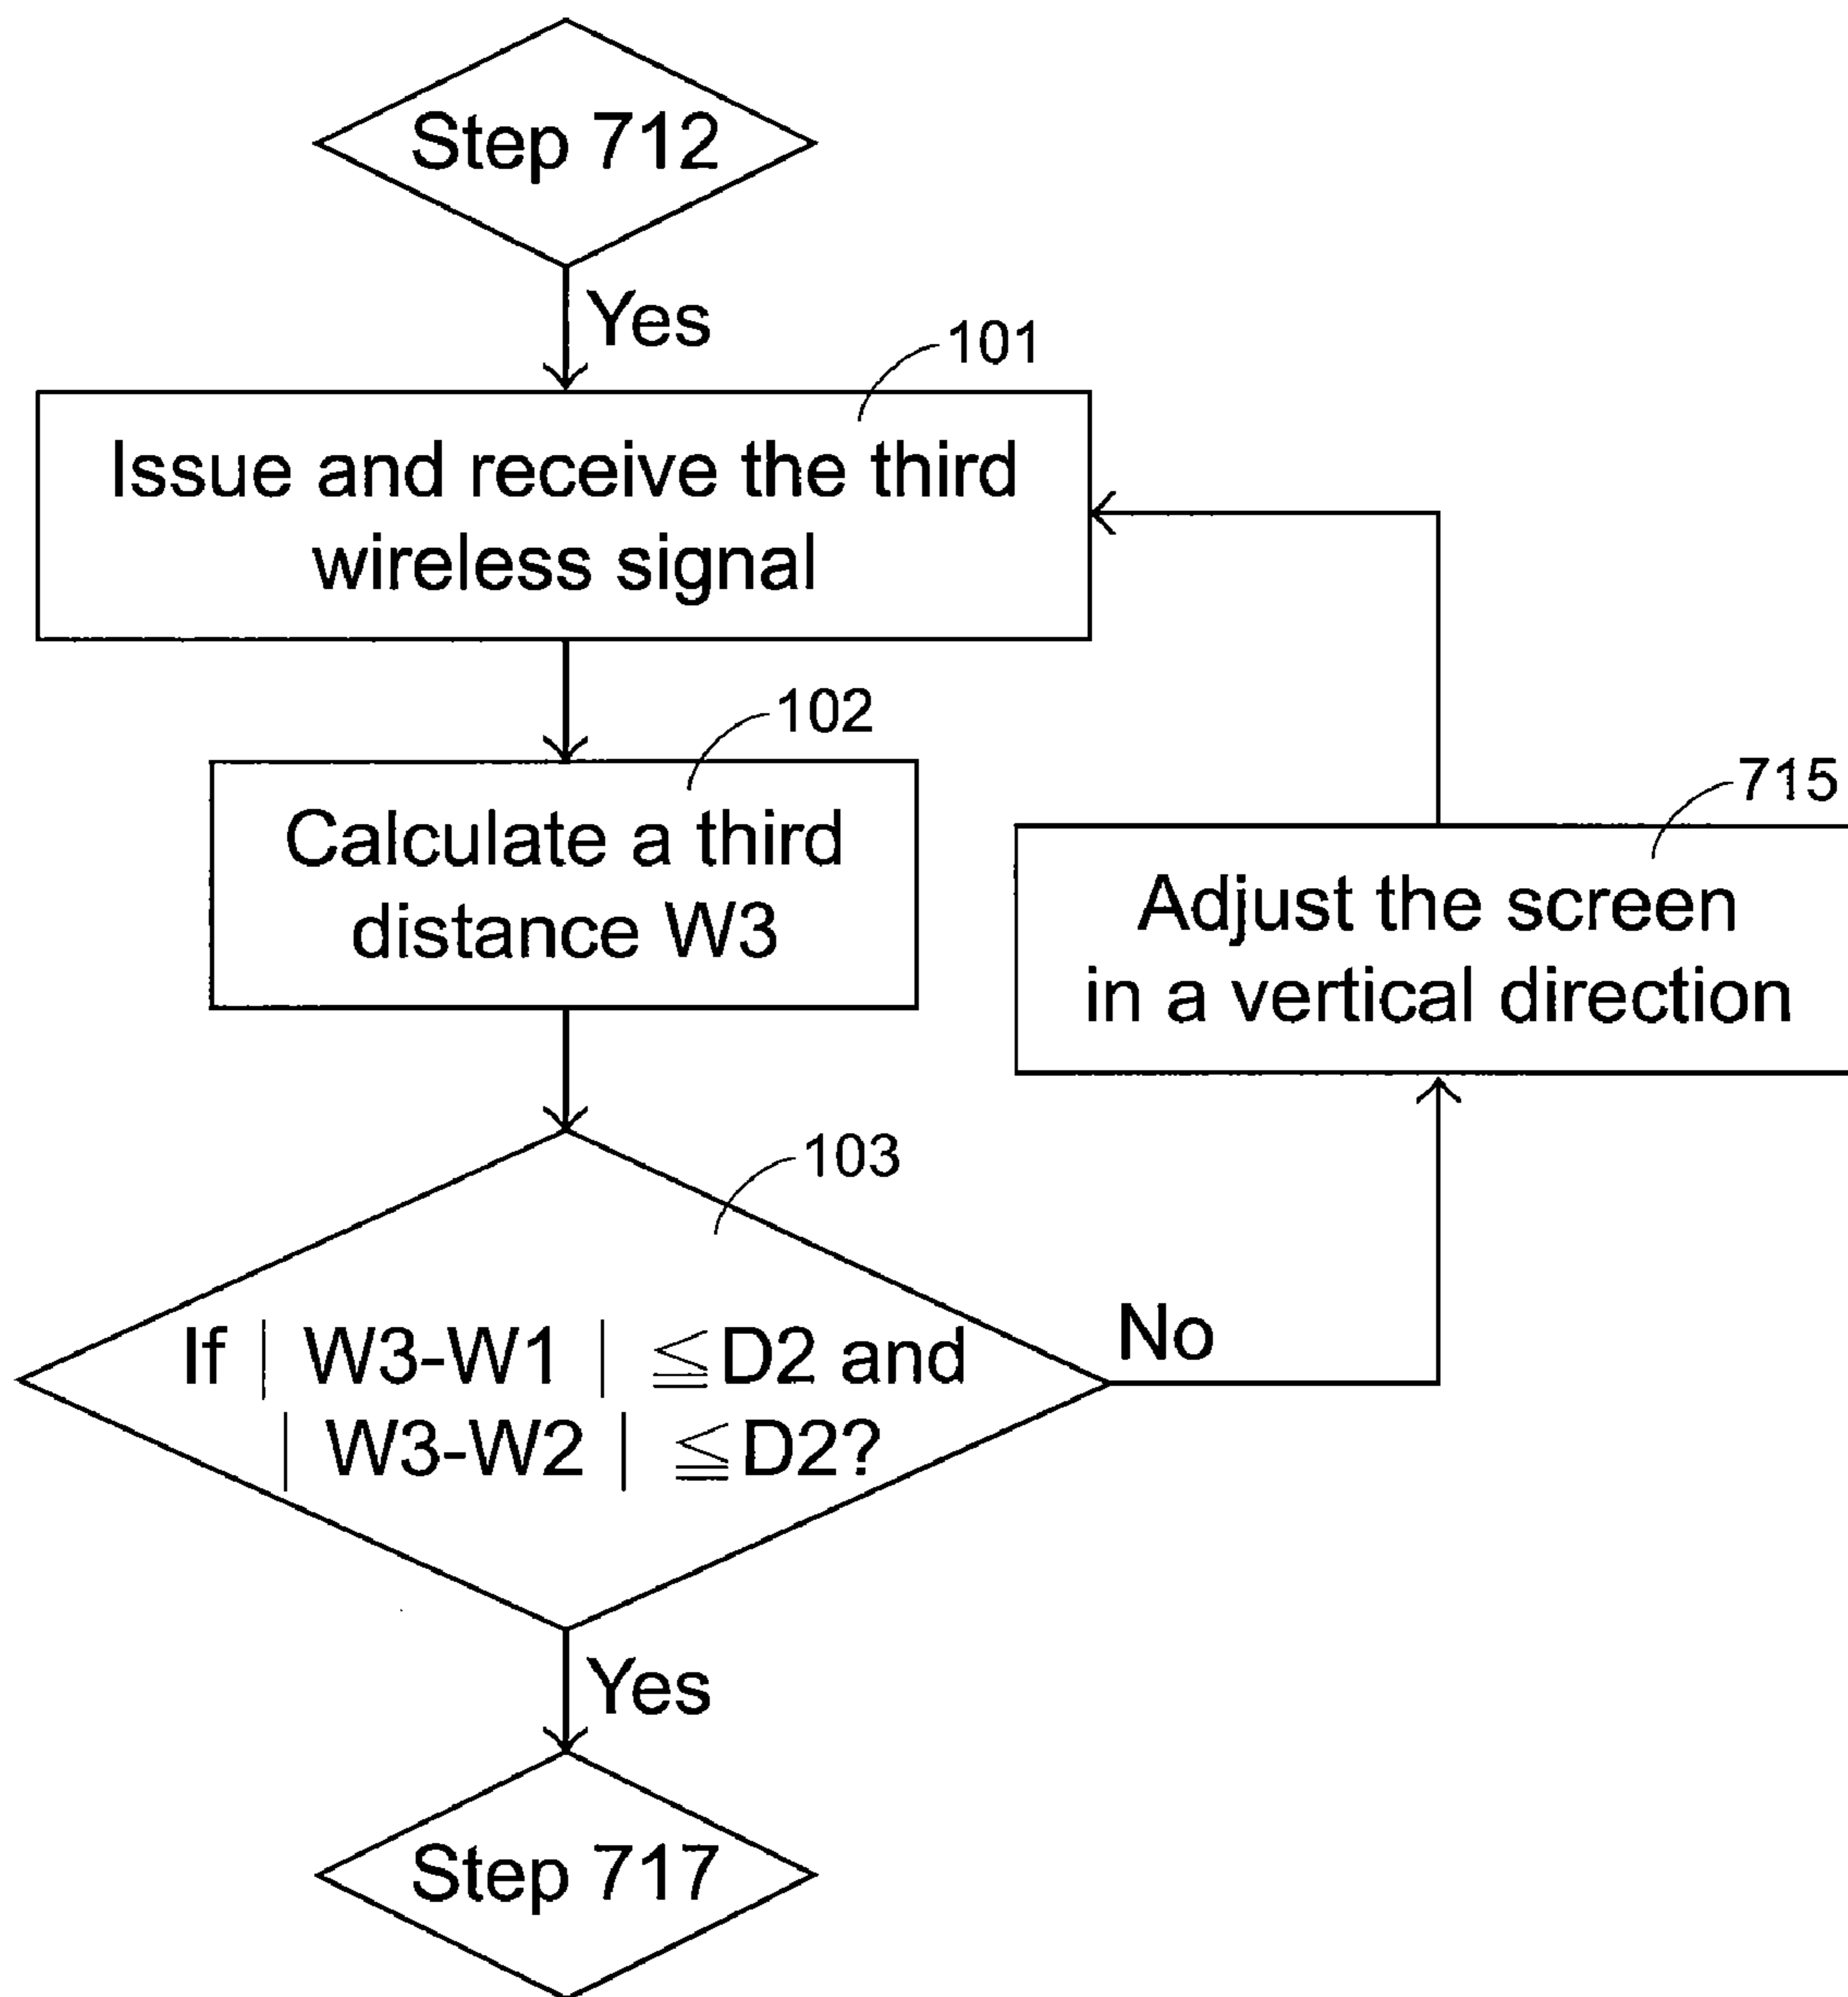 Step 712
Yes
101
Issue and receive the third
wireless signal
102
Calculate a third
distance W3
715
Adjust the screen
in a vertical direction
103
If | W3-W1 | ≦D2 and
| W3-W2 | ≦D2?
No
Yes
Step 717